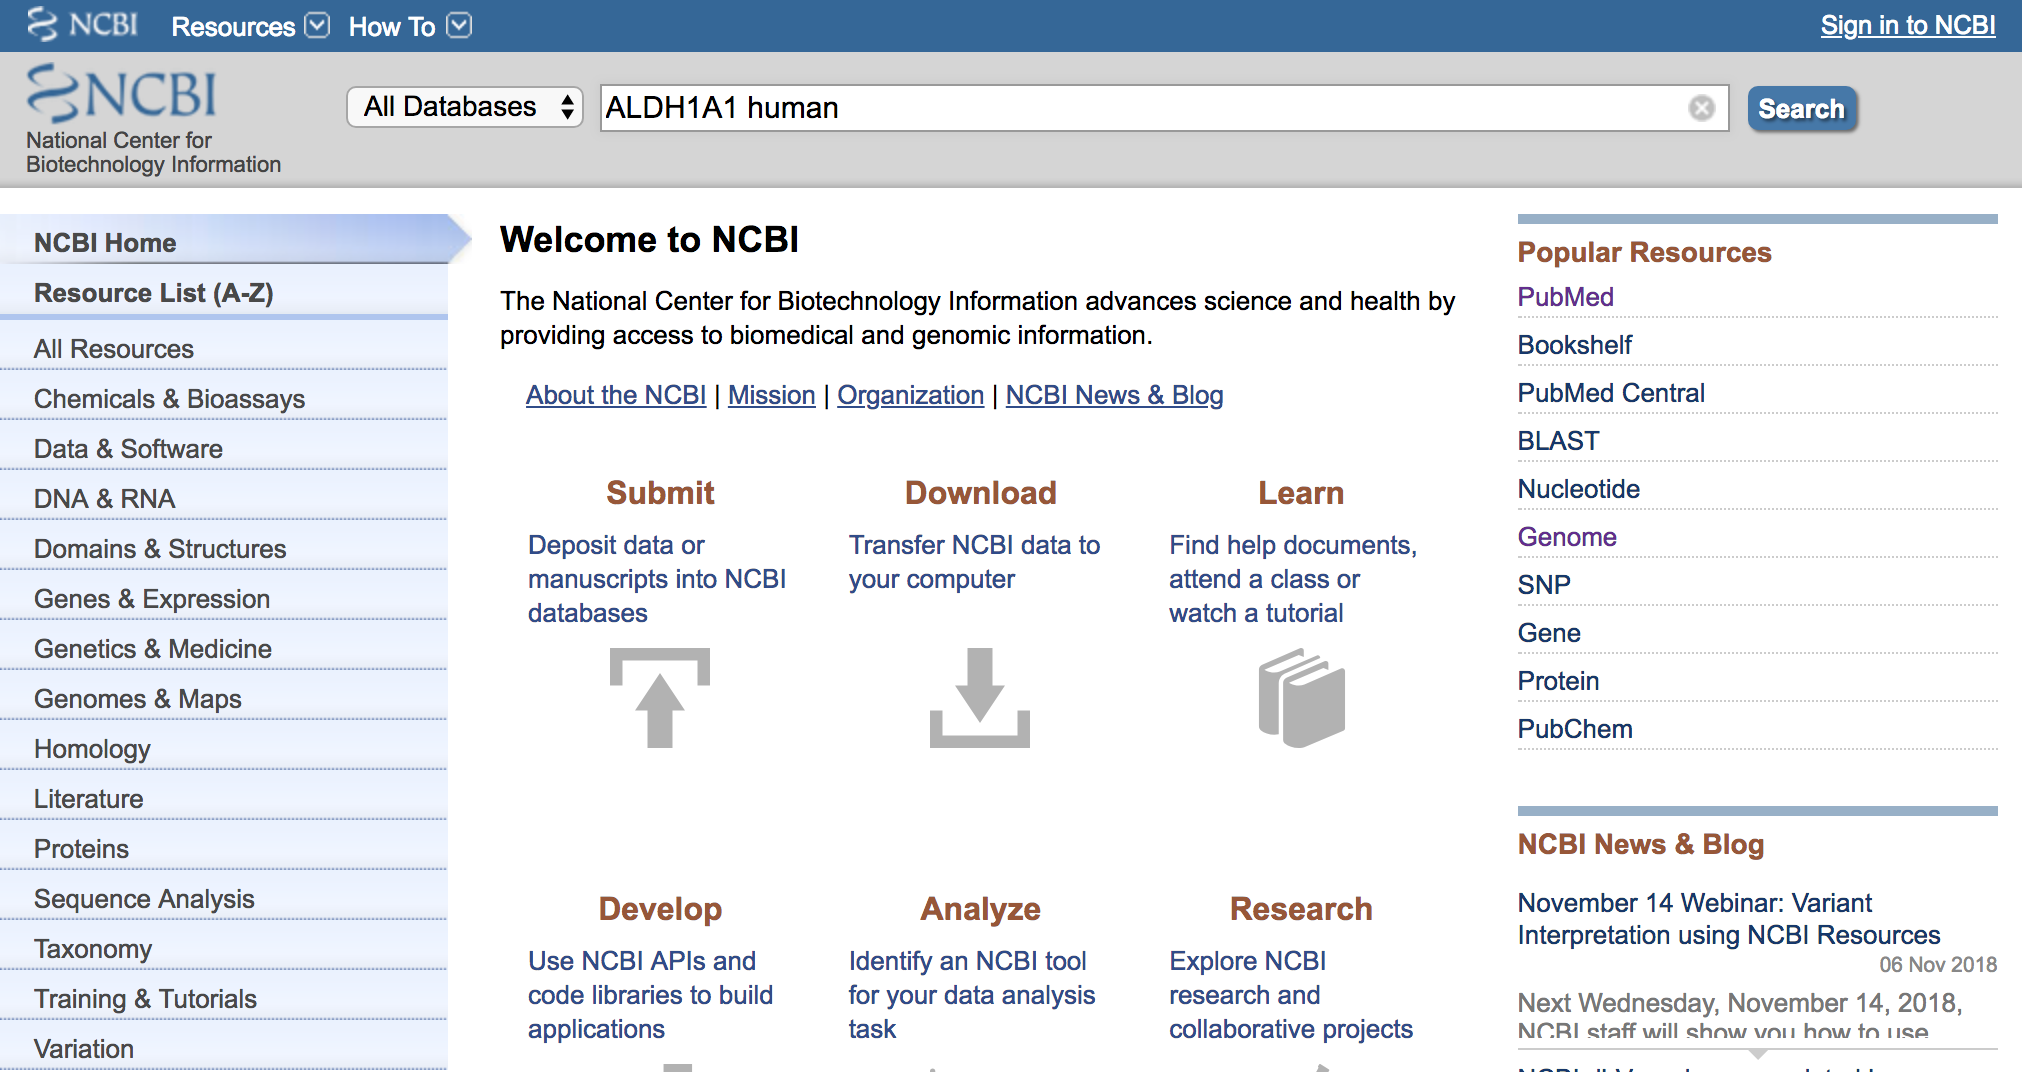 NCBI Resources How To Sign in to NCBI
NCBI
National Center for
Biotechnology Information
All Databases ALDH1A1 human Search
NCBI Home
Resource List (A-Z)
All Resources
Chemicals & Bioassays
Data & Software
DNA & RNA
Domains & Structures
Genes & Expression
Genetics & Medicine
Genomes & Maps
Homology
Literature
Proteins
Sequence Analysis
Taxonomy
Training & Tutorials
Variation
Welcome to NCBI
The National Center for Biotechnology Information advances science and health by
providing access to biomedical and genomic information.
About the NCBI | Mission | Organization | NCBI News & Blog
Submit
Deposit data or
manuscripts into NCBI
databases
Download
Transfer NCBI data to
your computer
Learn
Find help documents,
attend a class or
watch a tutorial
Develop
Use NCBI APIs and
code libraries to build
applications
Analyze
Identify an NCBI tool
for your data analysis
task
Research
Explore NCBI
research and
collaborative projects
Popular Resources
PubMed
Bookshelf
PubMed Central
BLAST
Nucleotide
Genome
SNP
Gene
Protein
PubChem
NCBI News & Blog
November 14 Webinar: Variant
Interpretation using NCBI Resources
06 Nov 2018
Next Wednesday, November 14, 2018,
NCBI staff will show you how to use